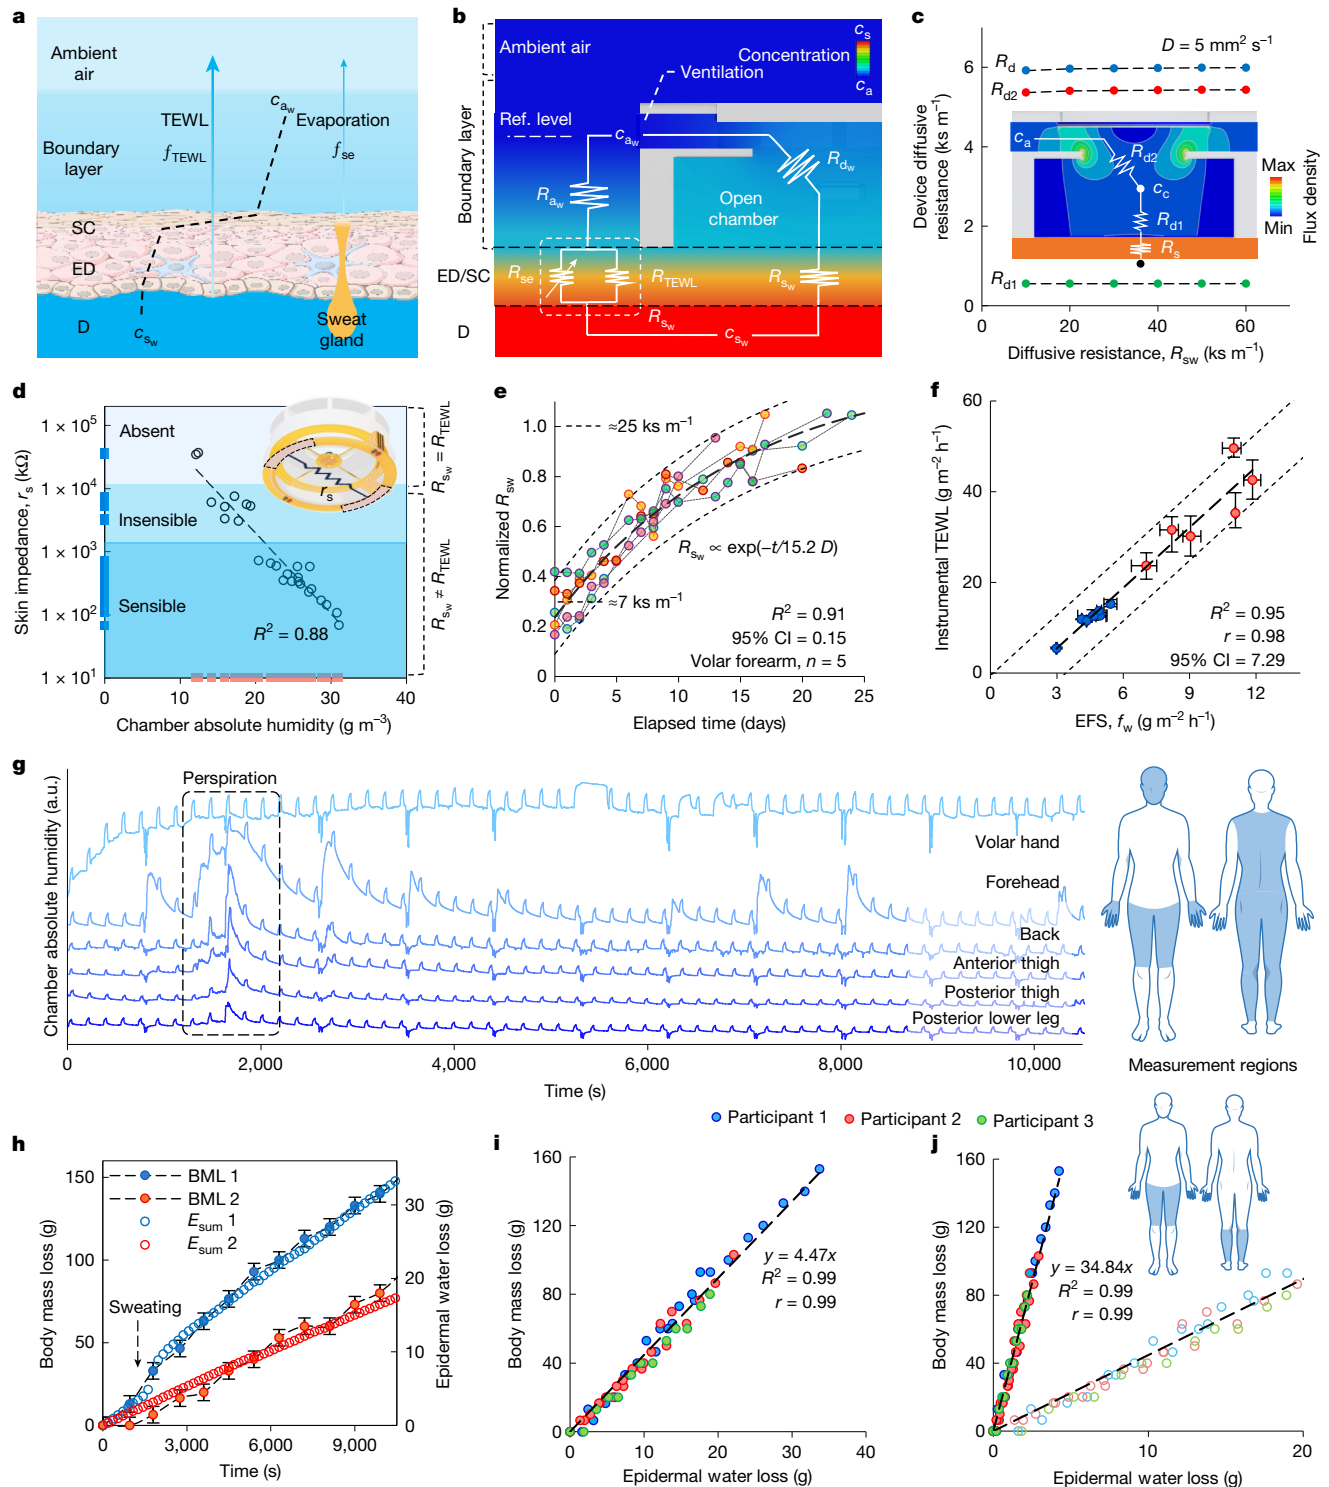 a
Ambient
air
Boundary
layer
SC
ED
D
TEWL
f_TEWL
c_a_w
Evaporation
f_se
c_s_w
Sweat
gland
b
Ambient air
Boundary layer
Ref. level
ED/SC
D
Concentration
c_s
c_a
Ventilation
c_a_w
R_a_w
R_d_w
Open
chamber
R_se
R_TEWL
R_s_w
R_s_w
c_s_w
c
D = 5 mm² s⁻¹
Device diffusive
resistance (ks m⁻¹)
6
4
2
0
R_d
R_d2
R_d1
c_a
R_d2
c_c
R_d1
R_s
Max
Min
Flux density
0
20
40
60
Diffusive resistance, R_sw (ks m⁻¹)
d
Skin impedance, r_s (kΩ)
1 × 10⁵
1 × 10⁴
1 × 10³
1 × 10²
1 × 10¹
Absent
Insensible
Sensible
r_s
R² = 0.88
R_s_w = R_TEWL
R_s_w ≠ R_TEWL
0 10 20 30 40
Chamber absolute humidity (g m⁻³)
e
Normalized R_sw
1.0
0.8
0.6
0.4
0.2
0
≈25 ks m⁻¹
≈7 ks m⁻¹
R_sw ∝ exp(−t/15.2 D)
R² = 0.91
95% CI = 0.15
Volar forearm, n = 5
0 5 10 15 20 25
Elapsed time (days)
f
Instrumental TEWL (g m⁻² h⁻¹)
60
40
20
0
R² = 0.95
r = 0.98
95% CI = 7.29
0 3 6 9 12
EFS, f_w (g m⁻² h⁻¹)
g
Chamber absolute humidity (a.u.)
Perspiration
Volar hand
Forehead
Back
Anterior thigh
Posterior thigh
Posterior lower leg
0 2,000 4,000 6,000 8,000 10,000
Time (s)
Measurement regions
Participant 1 Participant 2 Participant 3
h
Body mass loss (g)
150
100
50
0
BML 1
BML 2
E_sum 1
E_sum 2
Sweating
30
20
10
0
Epidermal water loss (g)
0 3,000 6,000 9,000
Time (s)
i
Body mass loss (g)
160
120
80
40
0
y = 4.47x
R² = 0.99
r = 0.99
0 10 20 30 40
Epidermal water loss (g)
j
Body mass loss (g)
160
120
80
40
0
y = 34.84x
R² = 0.99
r = 0.99
0 10 20
Epidermal water loss (g)